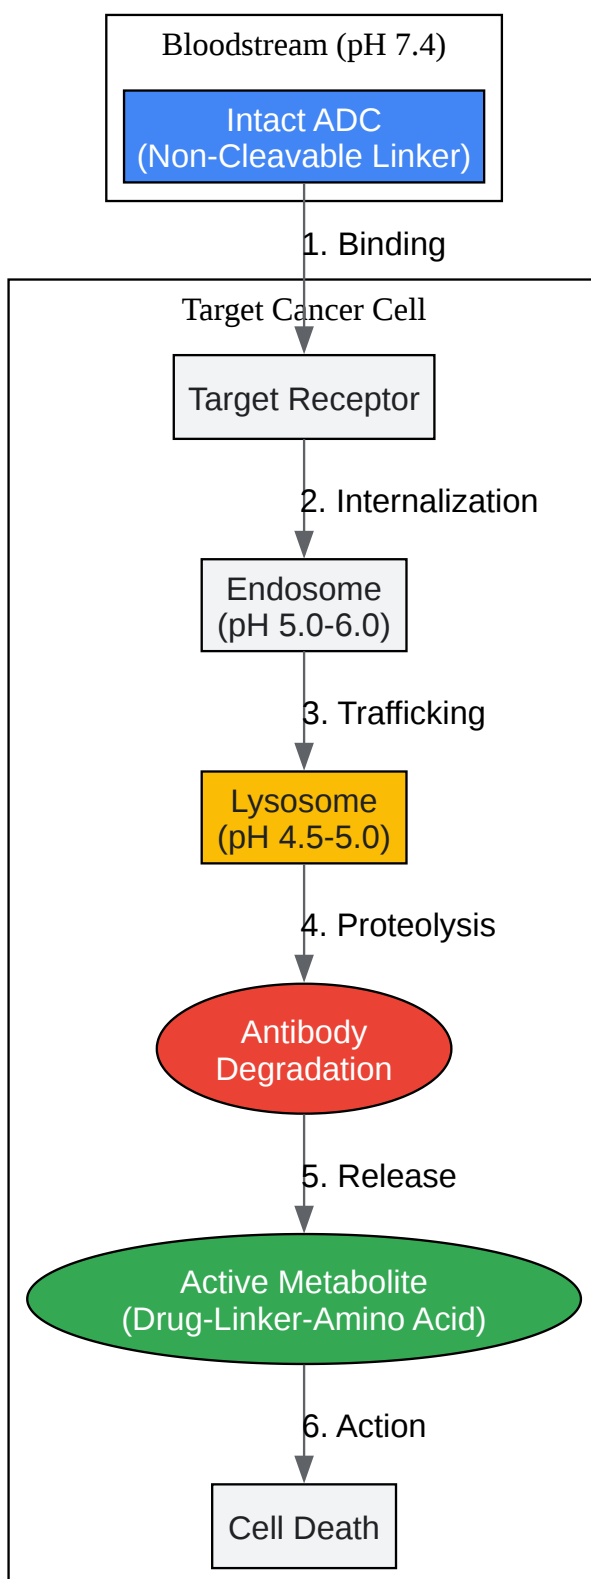 Bloodstream (pH 7.4)
Intact ADC
(Non-Cleavable Linker)
1. Binding
Target Cancer Cell
Target Receptor
2. Internalization
Endosome
(pH 5.0-6.0)
3. Trafficking
Lysosome
(pH 4.5-5.0)
4. Proteolysis
Antibody
Degradation
5. Release
Active Metabolite
(Drug-Linker-Amino Acid)
6. Action
Cell Death